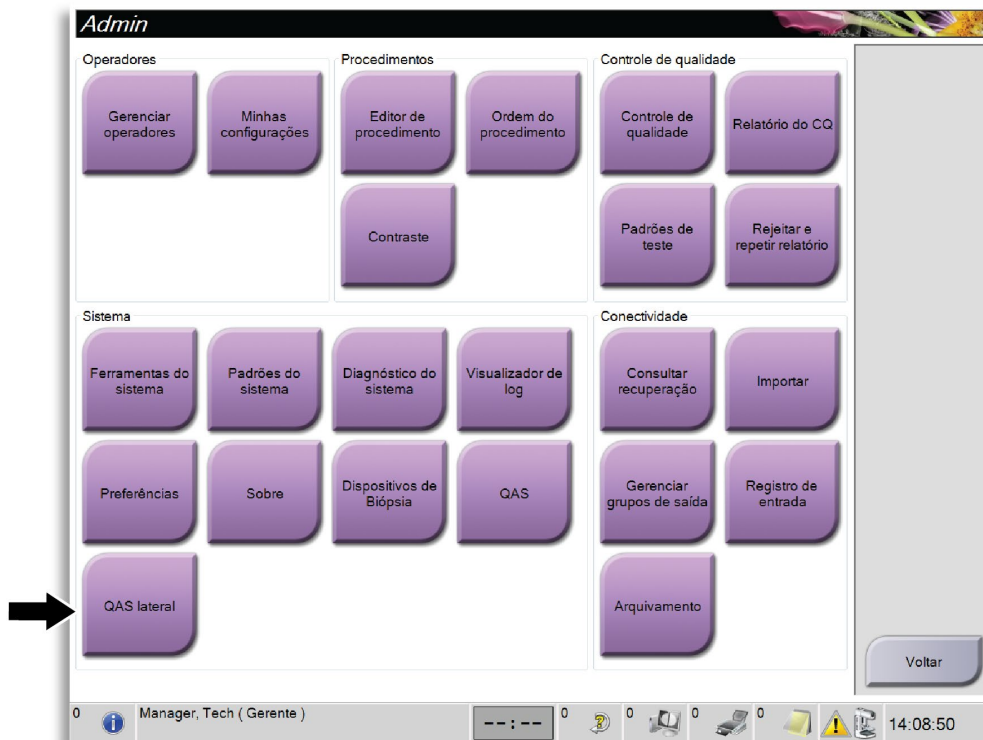 Admin
Operadores
Gerenciar
operadores
Minhas
configurações
Procedimentos
Editor de
procedimento
Ordem do
procedimento
Contraste
Controle de qualidade
Controle de
qualidade
Relatório do CQ
Padrões de
teste
Rejeitar e
repetir relatório
Sistema
Ferramentas do
sistema
Padrões do
sistema
Diagnóstico do
sistema
Visualizador de
log
Preferências
Sobre
Dispositivos de
Biópsia
QAS
QAS lateral
Conectividade
Consultar
recuperação
Importar
Gerenciar
grupos de saída
Registro de
entrada
Arquivamento
Voltar
0 Manager, Tech ( Gerente ) --:-- 0 0 0 0 14:08:50